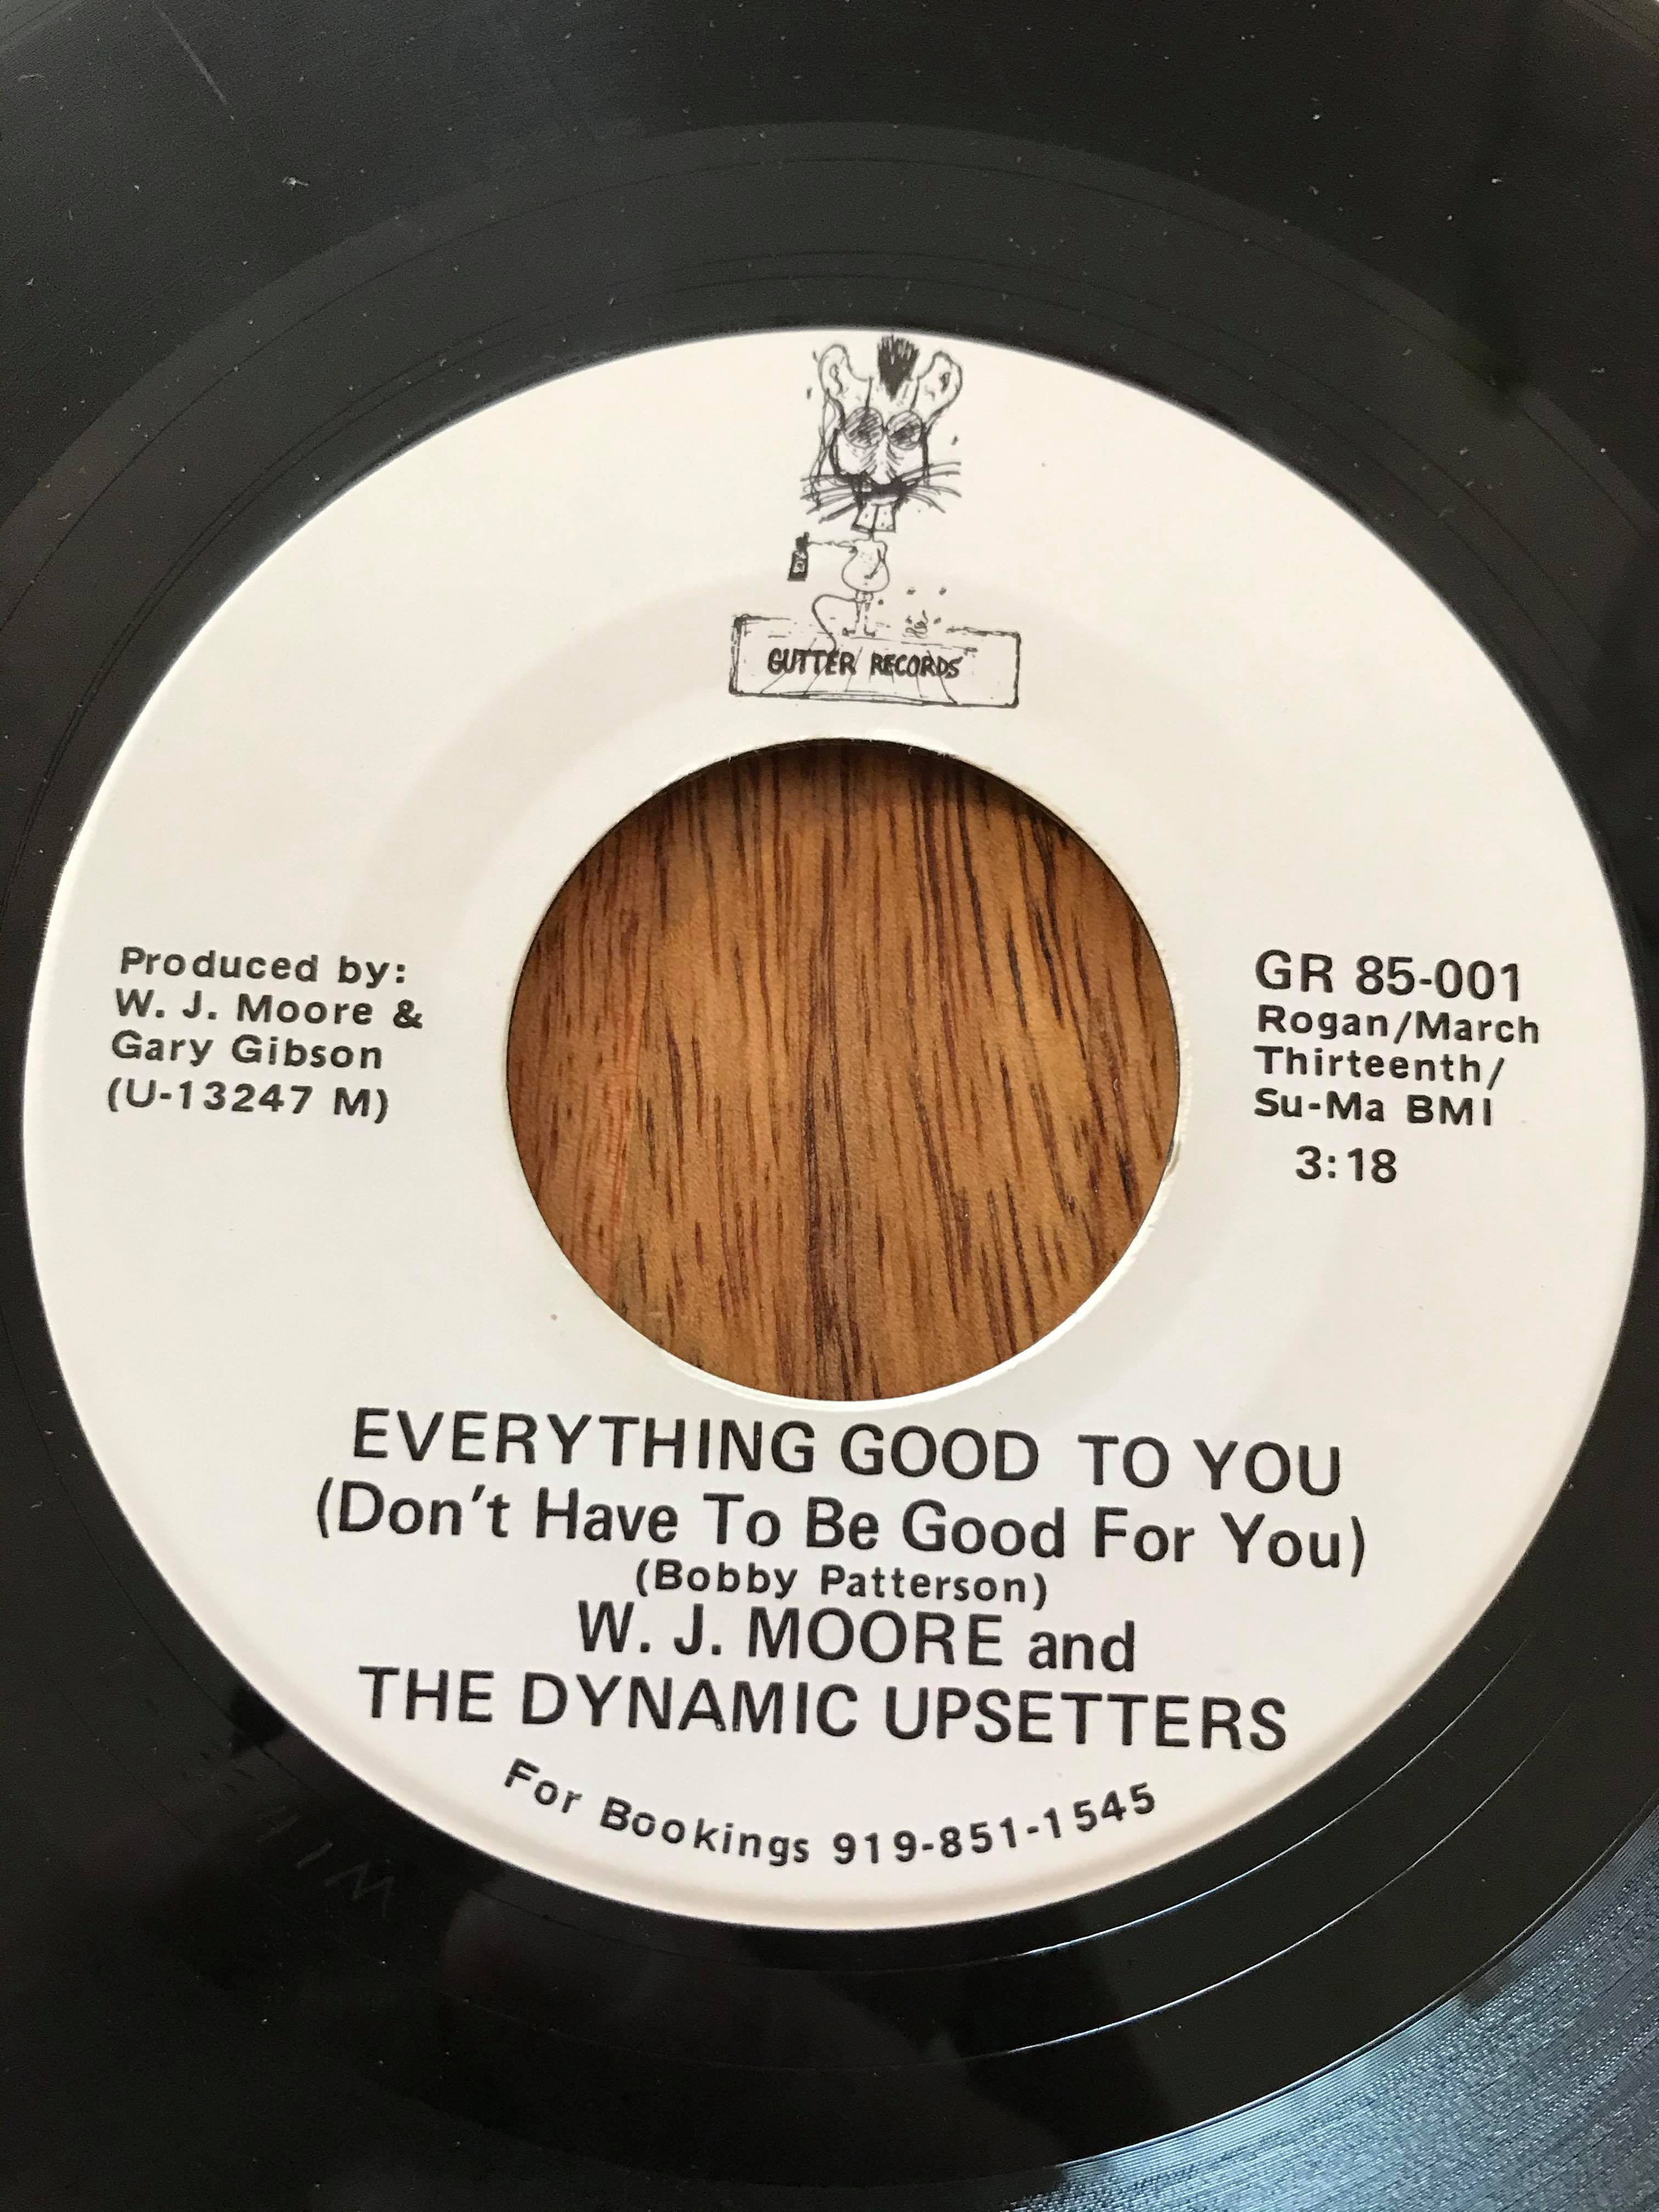 GUTTER RECORDS
Produced by:
W. J. Moore &
Gary Gibson
(U-13247 M)
GR 85-001
Rogan/March
Thirteenth/
Su-Ma BMI
3:18
EVERYTHING GOOD TO YOU
(Don't Have To Be Good For You)
(Bobby Patterson)
W. J. MOORE and
THE DYNAMIC UPSETTERS
For Bookings 919-851-1545